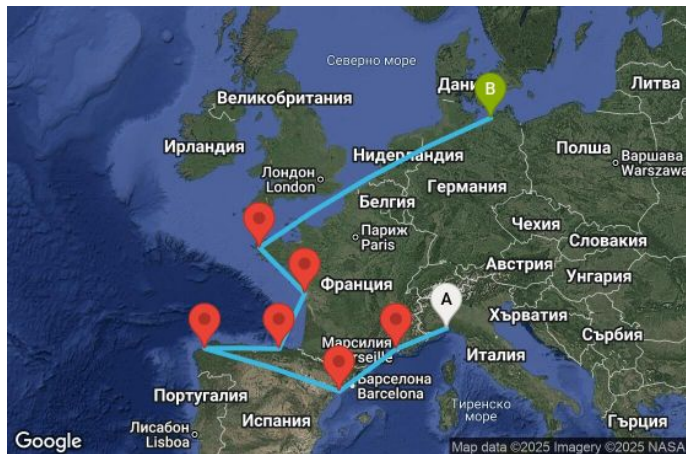 Северно море
Дани
B
Литва
Великобритания
Ирландия
Нидерландия
Полша
Варшава
Warszawa
Лондон
London
Германия
Белгия
Чехия
Париж
Paris
Словакия
Австрия
Унгария
Франция
A
Хърватия
Марсилия
rseille
Сърбия
Италия
Барселона
Barcelona
Португалия
Тиренско
море
Испания
Гърция
Лисабон
Lisboa
Google
Map data ©2025 Imagery ©2025 NASA